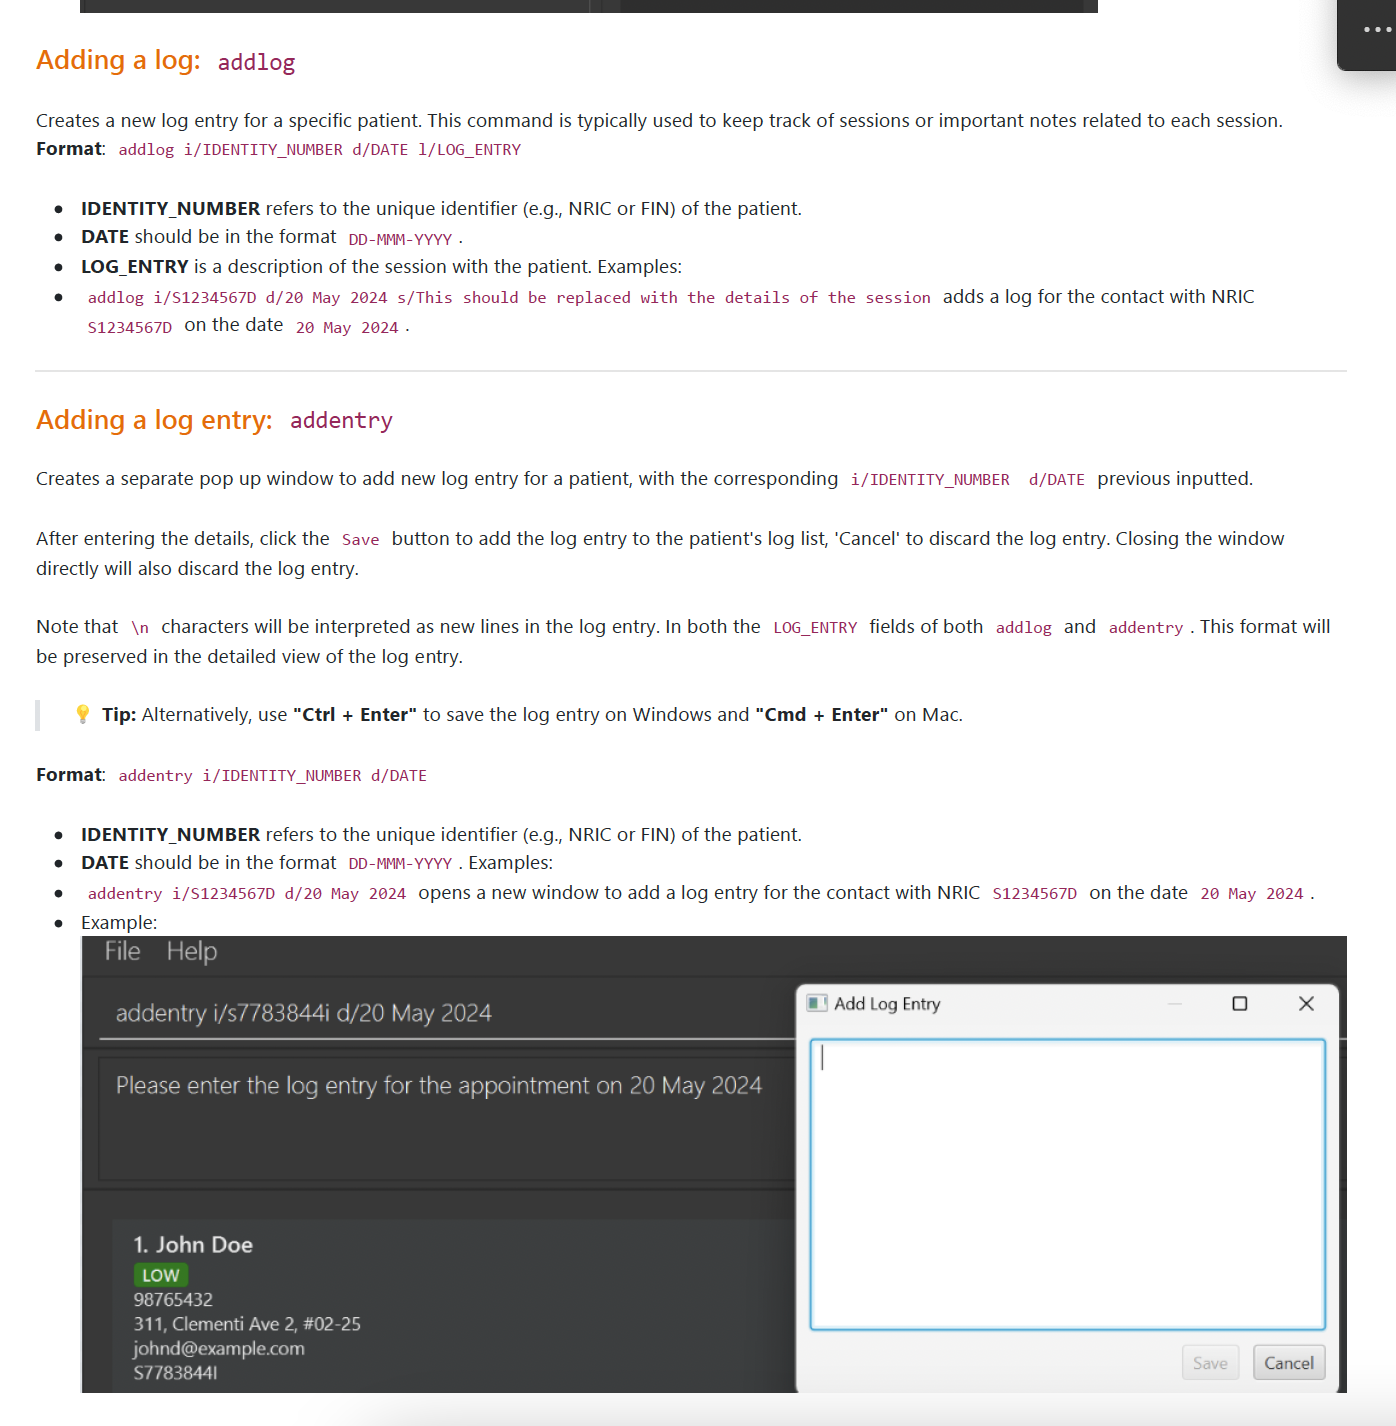 Adding a log: addlog
Creates a new log entry for a specific patient. This command is typically used to keep track of sessions or important notes related to each session.
Format: addlog i/IDENTITY_NUMBER d/DATE l/LOG_ENTRY
IDENTITY_NUMBER refers to the unique identifier (e.g., NRIC or FIN) of the patient.
DATE should be in the format DD-MMM-YYYY .
LOG_ENTRY is a description of the session with the patient. Examples:
addlog i/S1234567D d/20 May 2024 s/This should be replaced with the details of the session adds a log for the contact with NRIC
S1234567D on the date 20 May 2024 .
Adding a log entry: addentry
Creates a separate pop up window to add new log entry for a patient, with the corresponding i/IDENTITY_NUMBER d/DATE previous inputted.
After entering the details, click the Save button to add the log entry to the patient's log list, 'Cancel' to discard the log entry. Closing the window
directly will also discard the log entry.
Note that \n characters will be interpreted as new lines in the log entry. In both the LOG_ENTRY fields of both addlog and addentry . This format will
be preserved in the detailed view of the log entry.
💡 Tip: Alternatively, use "Ctrl + Enter" to save the log entry on Windows and "Cmd + Enter" on Mac.
Format: addentry i/IDENTITY_NUMBER d/DATE
IDENTITY_NUMBER refers to the unique identifier (e.g., NRIC or FIN) of the patient.
DATE should be in the format DD-MMM-YYYY . Examples:
addentry i/S1234567D d/20 May 2024 opens a new window to add a log entry for the contact with NRIC S1234567D on the date 20 May 2024 .
Example:
File Help
addentry i/s7783844i d/20 May 2024
Please enter the log entry for the appointment on 20 May 2024
1. John Doe
LOW
98765432
311, Clementi Ave 2, #02-25
johnd@example.com
S7783844I
Add Log Entry
Save Cancel